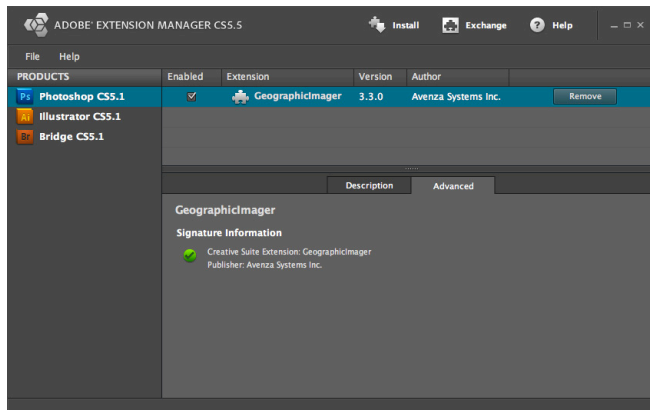 ADOBE® EXTENSION MANAGER CS5.5 Install Exchange ? Help
File Help
PRODUCTS Enabled Extension Version Author
Ps Photoshop CS5.1 GeographicImager 3.3.0 Avenza Systems Inc. Remove
Ai Illustrator CS5.1
Br Bridge CS5.1
Description Advanced
GeographicImager
Signature Information
Creative Suite Extension: GeographicImager
Publisher: Avenza Systems Inc.